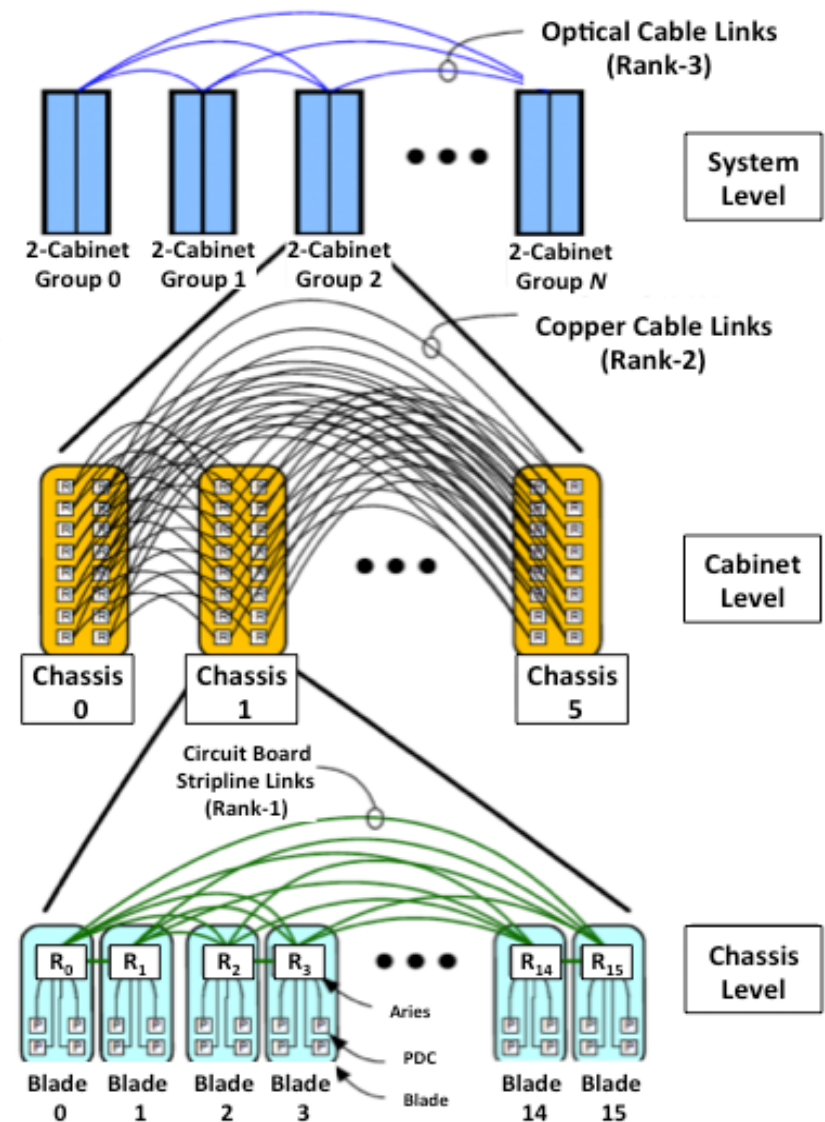 Optical Cable Links
(Rank-3)
System
Level
2-Cabinet
Group 0
2-Cabinet
Group 1
2-Cabinet
Group 2
2-Cabinet
Group N
Copper Cable Links
(Rank-2)
R R R R R R
R R R R R R
R R R R R R
R R R R R R
R R R R R R
R R R R R R
R R R R R R
R R R R R R
Cabinet
Level
Chassis
0
Chassis
1
Chassis
5
Circuit Board
Stripline Links
(Rank-1)
R0 R1 R2 R3 R14 R15
Chassis
Level
Aries
P P P P P P P P P P P P
P P P P P P P P P P P P
PDC
Blade
Blade
0
Blade
1
Blade
2
Blade
3
Blade
14
Blade
15